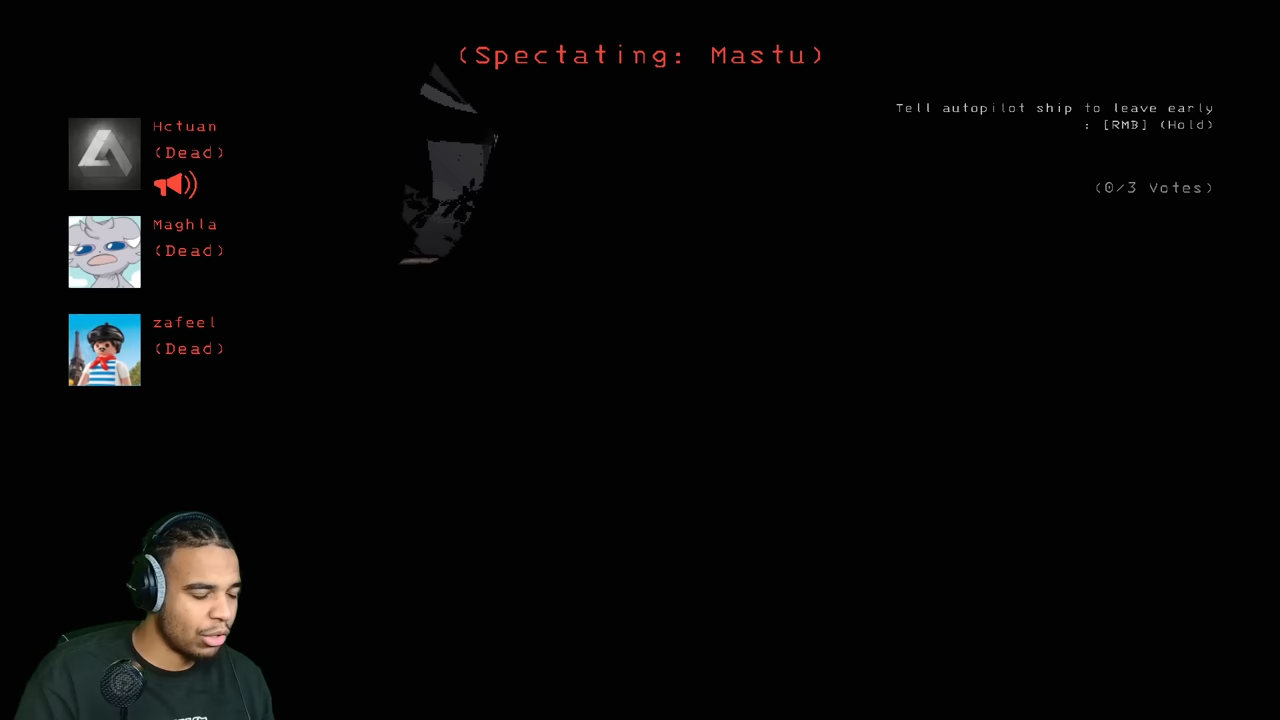 (Spectating: Mastu)
Hctuan
(Dead)
Maghla
(Dead)
zafeel
(Dead)
Tell autopilot ship to leave early
: [RMB] (Hold)
(0/3 Votes)